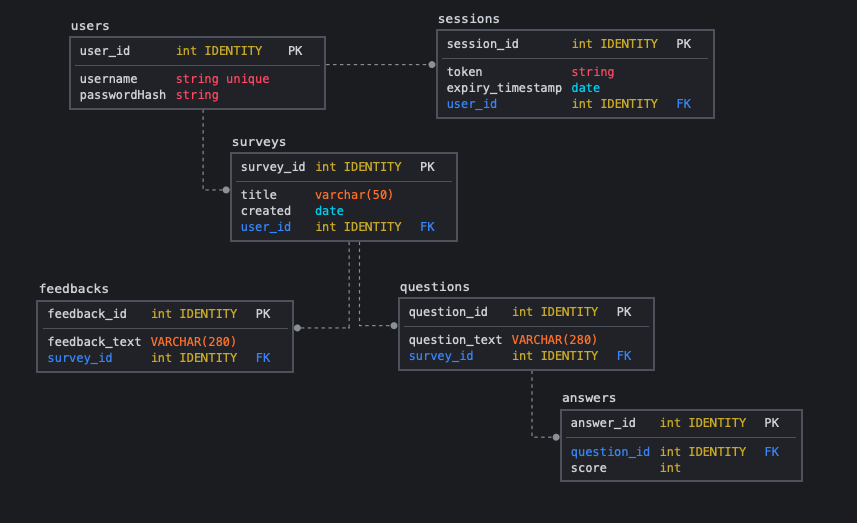 users
user_id int IDENTITY PK
username string unique
passwordHash string
sessions
session_id int IDENTITY PK
token string
expiry_timestamp date
user_id int IDENTITY FK
surveys
survey_id int IDENTITY PK
title varchar(50)
created date
user_id int IDENTITY FK
feedbacks
feedback_id int IDENTITY PK
feedback_text VARCHAR(280)
survey_id int IDENTITY FK
questions
question_id int IDENTITY PK
question_text VARCHAR(280)
survey_id int IDENTITY FK
answers
answer_id int IDENTITY PK
question_id int IDENTITY FK
score int